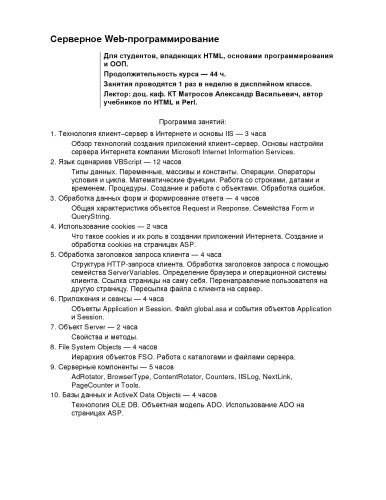 Серверное Web-программирование
Для студентов, владеющих HTML, основами программирования
и ООП.
Продолжительность курса — 44 ч.
Занятия проводятся 1 раз в неделю в дисплейном классе.
Лектор: доц. каф. КТ Матросов Александр Васильевич, автор
учебников по HTML и Perl.
Программа занятий:
1. Технология клиент–сервер в Интернете и основы IIS — 3 часа
Обзор технологий создания приложений клиент–сервер. Основы настройки
сервера Интернета компании Microsoft Internet Information Services.
2. Язык сценариев VBScript — 12 часов
Типы данных. Переменные, массивы и константы. Операции. Операторы
условия и цикла. Математические функции. Работа со строками, датами и
временем. Процедуры. Создание и работа с объектами. Обработка ошибок.
3. Обработка данных форм и формирование ответа — 4 часа
Общая характеристика объектов Request и Response. Семейства Form и
QueryString.
4. Использование cookies — 2 часа
Что такое cookies и их роль в создании приложений Интернета. Создание и
обработка cookies на страницах ASP.
5. Обработка заголовков запроса клиента — 4 часа
Структура HTTP-запроса клиента. Обработка заголовков запроса с помощью
семейства ServerVariables. Определение браузера и операционной системы
клиента. Ссылка страницы на саму себя. Перенаправление пользователя на
другую страницу. Пересылка файла с клиента на сервер.
6. Приложения и сеансы — 4 часа
Объекты Application и Session. Файл global.asa и события объектов Application
и Session.
7. Объект Server — 2 часа
Свойства и методы.
8. File System Objects — 4 часа
Иерархия объектов FSO. Работа с каталогами и файлами сервера.
9. Серверные компоненты — 5 часов
AdRotator, BrowserType, ContentRotator, Counters, IISLog, NextLink,
PageCounter и Tools.
10. Базы данных и ActiveX Data Objects — 4 часов
Технология OLE DB. Объектная модель ADO. Использование ADO на
страницах ASP.